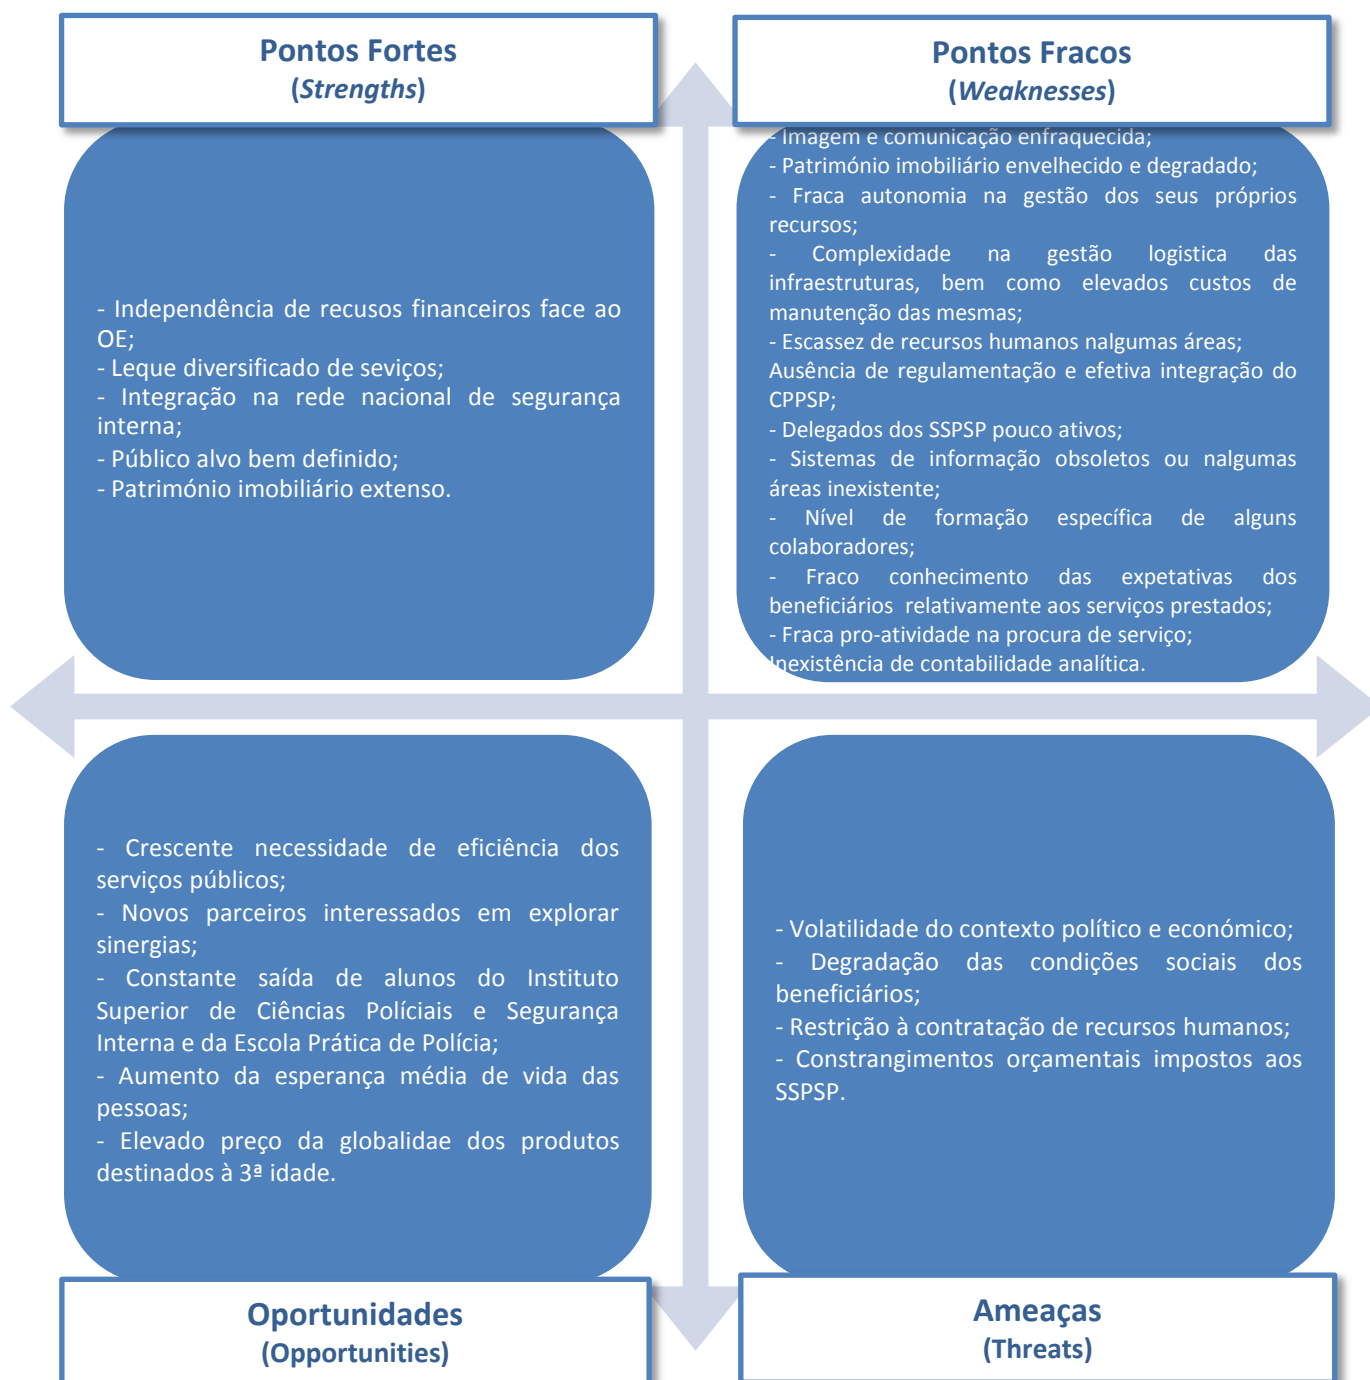 Pontos Fortes
(Strengths)
- Independência de recusos financeiros face ao
OE;
- Leque diversificado de seviços;
- Integração na rede nacional de segurança
interna;
- Público alvo bem definido;
- Património imobiliário extenso.
Pontos Fracos
(Weaknesses)
- Imagem e comunicação enfraquecida;
- Património imobiliário envelhecido e degradado;
- Fraca autonomia na gestão dos seus próprios
recursos;
- Complexidade na gestão logistica das
infraestruturas, bem como elevados custos de
manutenção das mesmas;
- Escassez de recursos humanos nalgumas áreas;
Ausência de regulamentação e efetiva integração do
CPPSP;
- Delegados dos SSPSP pouco ativos;
- Sistemas de informação obsoletos ou nalgumas
áreas inexistente;
- Nível de formação específica de alguns
colaboradores;
- Fraco conhecimento das expetativas dos
beneficiários relativamente aos serviços prestados;
- Fraca pro-atividade na procura de serviço;
Inexistência de contabilidade analítica.
- Crescente necessidade de eficiência dos
serviços públicos;
- Novos parceiros interessados em explorar
sinergias;
- Constante saída de alunos do Instituto
Superior de Ciências Políciais e Segurança
Interna e da Escola Prática de Polícia;
- Aumento da esperança média de vida das
pessoas;
- Elevado preço da globalidae dos produtos
destinados à 3ª idade.
Oportunidades
(Opportunities)
- Volatilidade do contexto político e económico;
- Degradação das condições sociais dos
beneficiários;
- Restrição à contratação de recursos humanos;
- Constrangimentos orçamentais impostos aos
SSPSP.
Ameaças
(Threats)